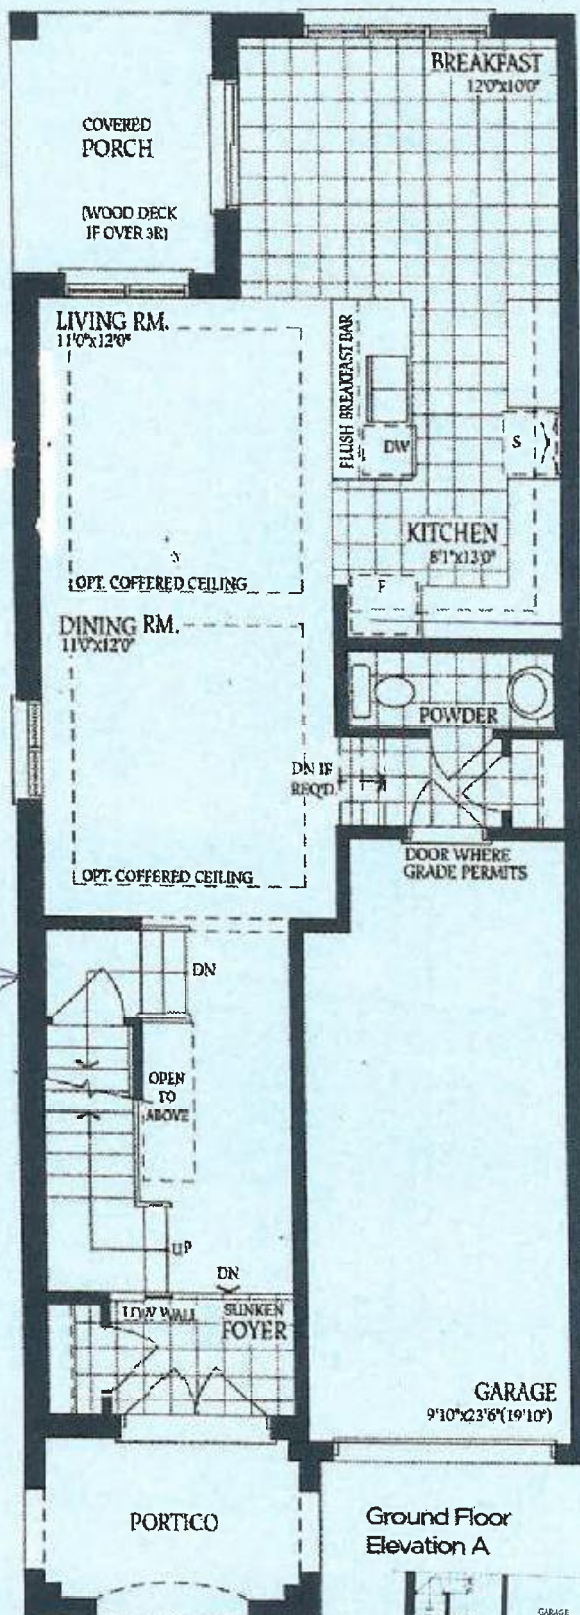 BREAKFAST
12'0"x10'0"
COVERED
PORCH
(WOOD DECK
IF OVER 3R)
LIVING RM.
11'0"x12'0"
FLUSH BREAKFAST BAR
DW
S
KITCHEN
8'1"x13'0"
OPT. COFFERED CEILING
F
DINING RM.
11'0"x12'0"
POWDER
DN IF
REQ'D.
DOOR WHERE
GRADE PERMITS
OPT. COFFERED CEILING
DN
OPEN
TO
ABOVE
UP
DN
LOW WALL
SUNKEN
FOYER
GARAGE
9'10"x23'6"(19'10")
PORTICO
Ground Floor
Elevation A
GARAGE